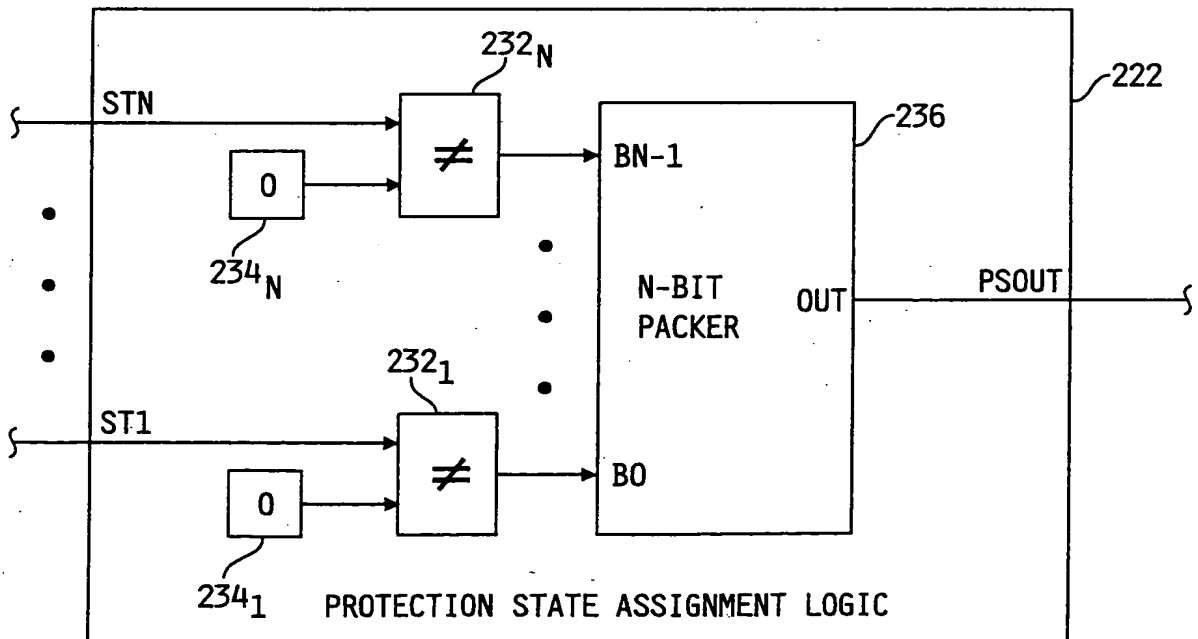 232N
222
STN
236
≠
BN-1
0
234N
N-BIT
PACKER
OUT
PSOUT
2321
ST1
≠
B0
0
2341
PROTECTION STATE ASSIGNMENT LOGIC